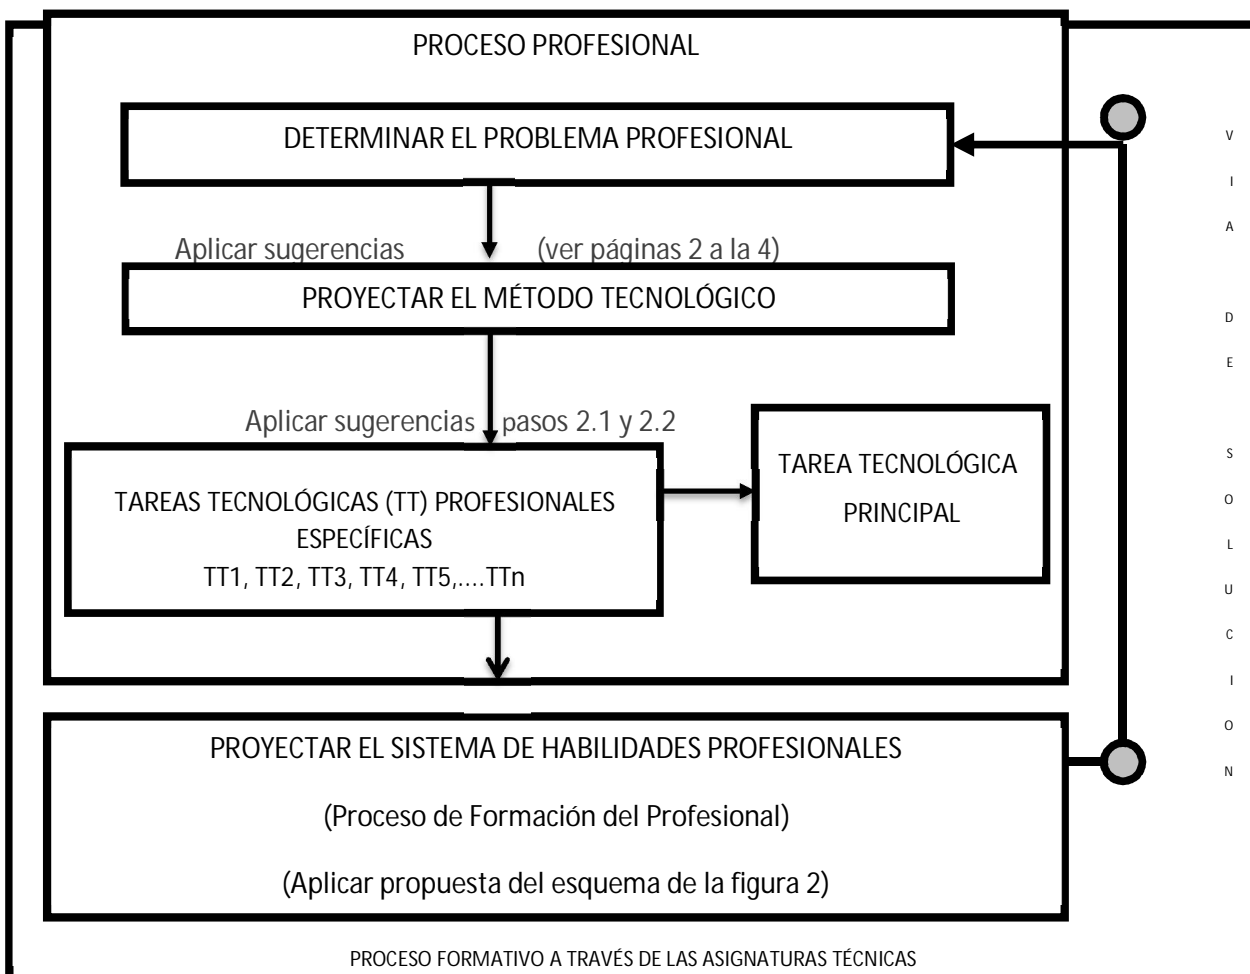 PROCESO PROFESIONAL
DETERMINAR EL PROBLEMA PROFESIONAL
Aplicar sugerencias (ver páginas 2 a la 4)
PROYECTAR EL MÉTODO TECNOLÓGICO
Aplicar sugerencias pasos 2.1 y 2.2
TAREAS TECNOLÓGICAS (TT) PROFESIONALES
ESPECÍFICAS
TT1, TT2, TT3, TT4, TT5,....TTn
TAREA TECNOLÓGICA
PRINCIPAL
PROYECTAR EL SISTEMA DE HABILIDADES PROFESIONALES
(Proceso de Formación del Profesional)
(Aplicar propuesta del esquema de la figura 2)
PROCESO FORMATIVO A TRAVÉS DE LAS ASIGNATURAS TÉCNICAS
VIA DE SOLUCION